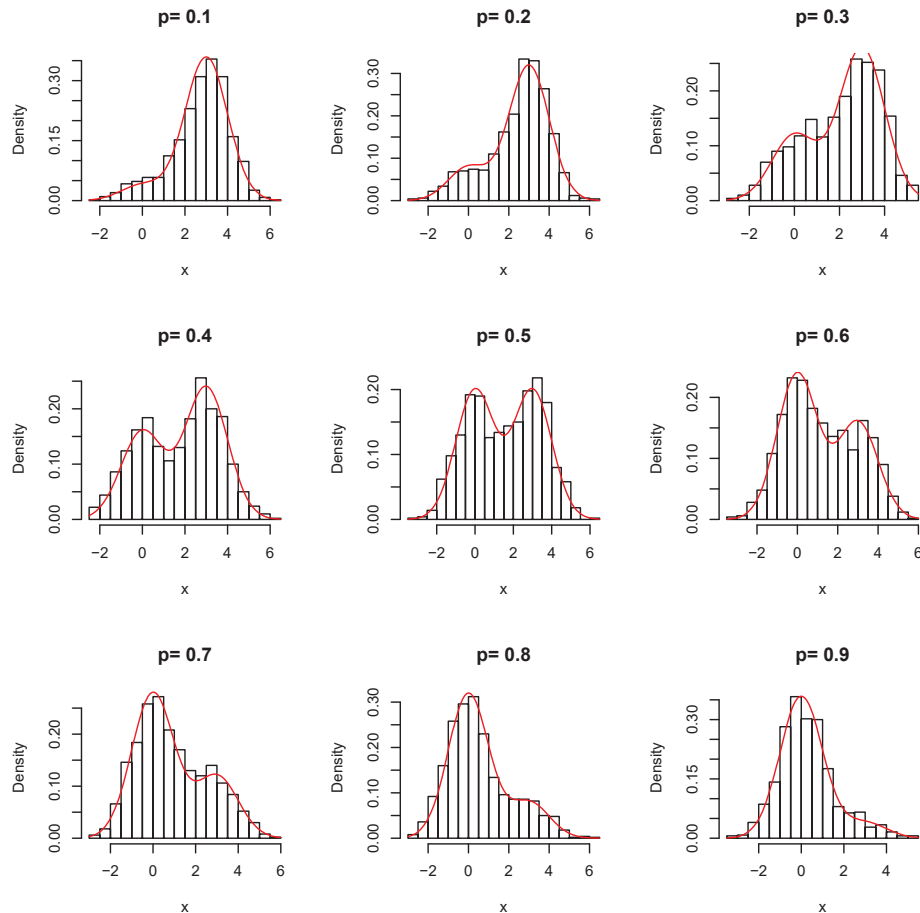 p= 0.1
p= 0.2
p= 0.3
Density
0.00 0.15 0.30
−2 0 2 4 6
x
Density
0.00 0.10 0.20 0.30
−2 0 2 4 6
x
Density
0.00 0.10 0.20
−2 0 2 4
x
p= 0.4
p= 0.5
p= 0.6
Density
0.00 0.10 0.20
−2 0 2 4 6
x
Density
0.00 0.10 0.20
−2 0 2 4 6
x
Density
0.00 0.10 0.20
−2 0 2 4 6
x
p= 0.7
p= 0.8
p= 0.9
Density
0.00 0.10 0.20
−2 0 2 4 6
x
Density
0.00 0.10 0.20 0.30
−2 0 2 4 6
x
Density
0.00 0.15 0.30
−2 0 2 4
x